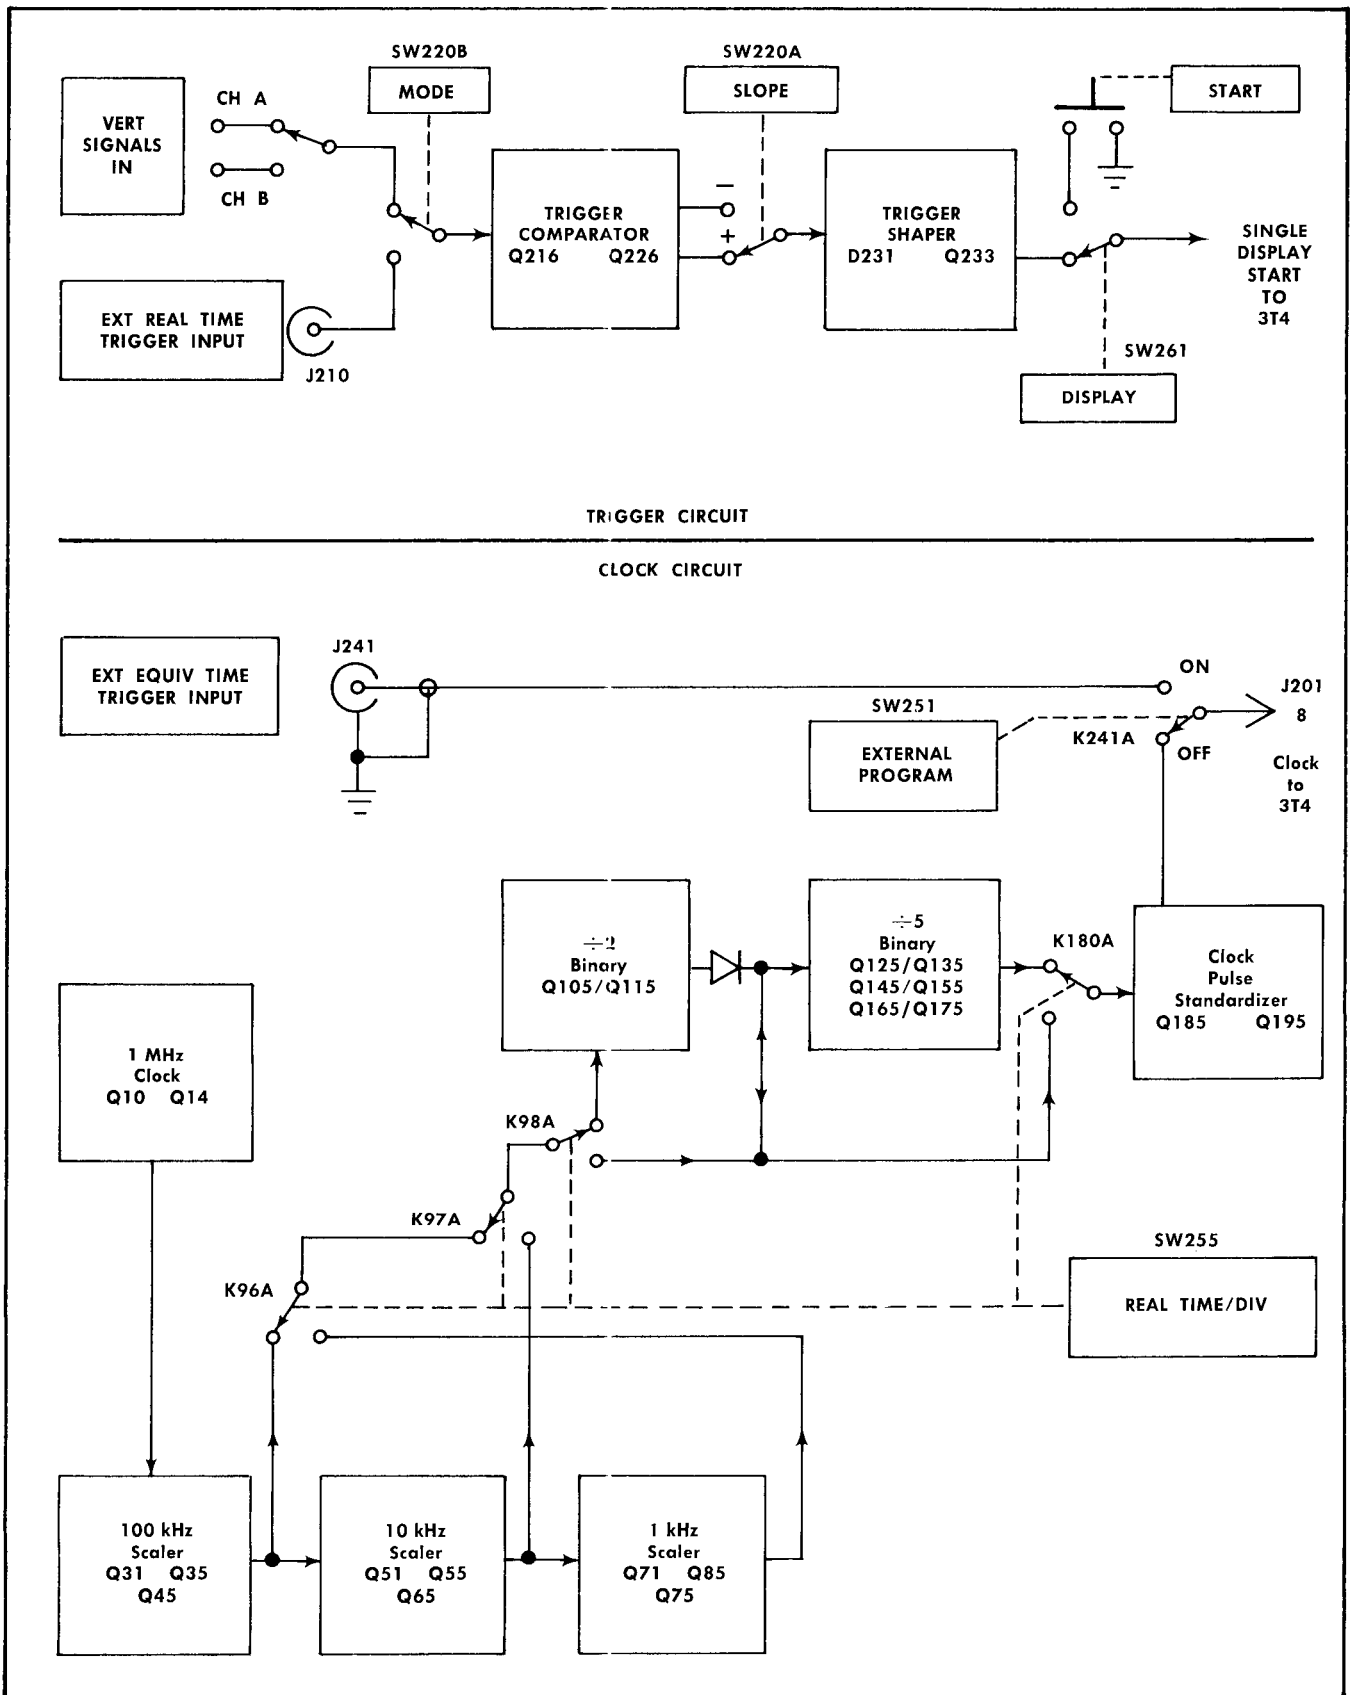 SW220B
MODE
SW220A
SLOPE
START
VERT
SIGNALS
IN
CH A
CH B
TRIGGER
COMPARATOR
Q216 Q226
−
+
TRIGGER
SHAPER
D231 Q233
SINGLE
DISPLAY
START
TO
3T4
EXT REAL TIME
TRIGGER INPUT
J210
SW261
DISPLAY
TRIGGER CIRCUIT
CLOCK CIRCUIT
EXT EQUIV TIME
TRIGGER INPUT
J241
ON
J201
8
SW251
EXTERNAL
PROGRAM
K241A
OFF
Clock
to
3T4
÷2
Binary
Q105/Q115
÷5
Binary
Q125/Q135
Q145/Q155
Q165/Q175
K180A
Clock
Pulse
Standardizer
Q185 Q195
1 MHz
Clock
Q10 Q14
K98A
K97A
K96A
SW255
REAL TIME/DIV
100 kHz
Scaler
Q31 Q35
Q45
10 kHz
Scaler
Q51 Q55
Q65
1 kHz
Scaler
Q71 Q85
Q75